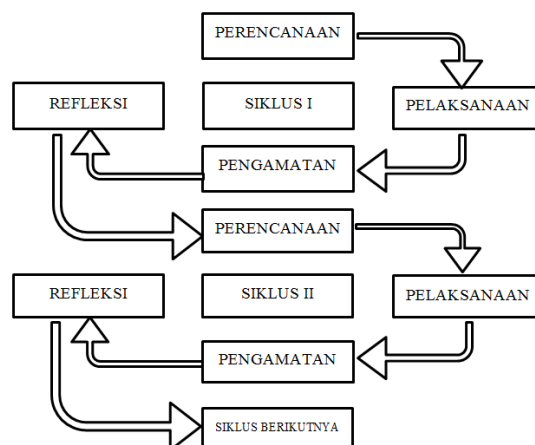 PERENCANAAN
REFLEKSI
SIKLUS I
PELAKSANAAN
PENGAMATAN
PERENCANAAN
REFLEKSI
SIKLUS II
PELAKSANAAN
PENGAMATAN
SIKLUS BERIKUTNYA